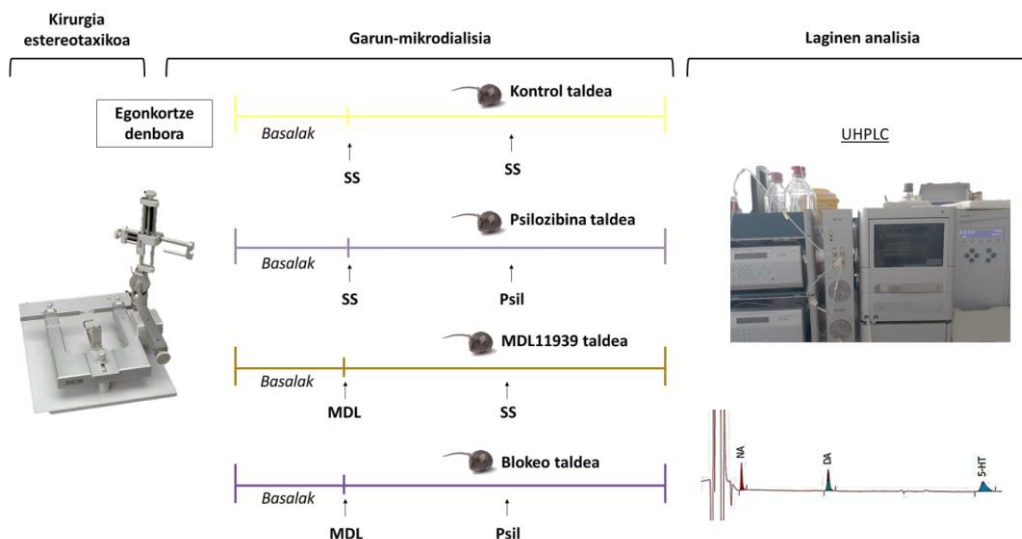 Kirurgia
estereotaxikoa
Garun-mikrodialisia
Laginen analisia
Egonkortze
denbora
Kontrol taldea
Basalak
SS
SS
Psilozibina taldea
Basalak
SS
Psil
MDL11939 taldea
Basalak
MDL
SS
Blokeo taldea
Basalak
MDL
Psil
UHPLC
NA
DA
5-HT